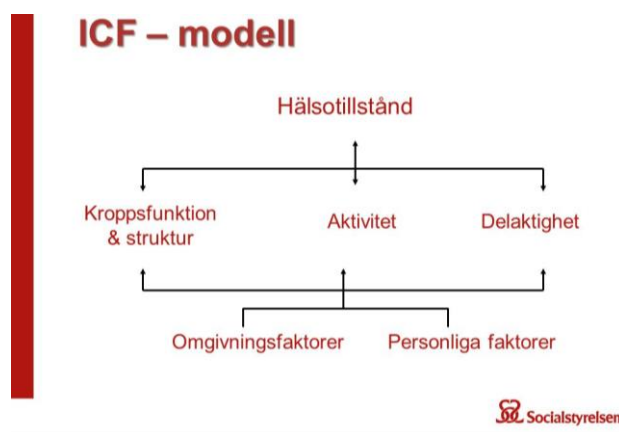 ICF – modell
Hälsotillstånd
Kroppsfunktion
& struktur
Aktivitet
Delaktighet
Omgivningsfaktorer
Personliga faktorer
Socialstyrelsen